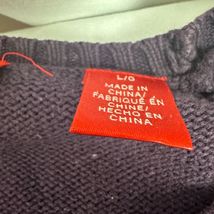 L/G
MADE IN
CHINA/
FABRIQUÉ EN
CHINE/
HECHO EN
CHINA